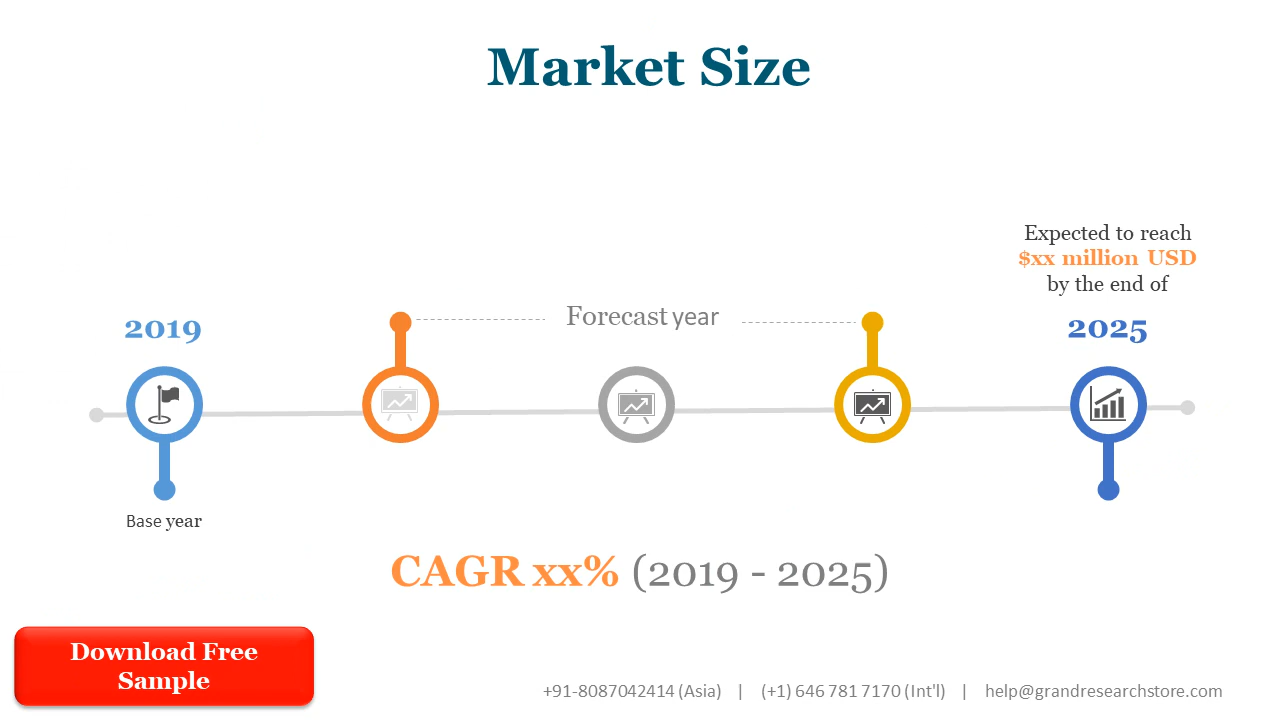 Market Size
Expected to reach
$xx million USD
by the end of
2019
Forecast year
2025
Base year
CAGR xx% (2019 - 2025)
Download Free
Sample
+91-8087042414 (Asia) | (+1) 646 781 7170 (Int'l) | help@grandresearchstore.com